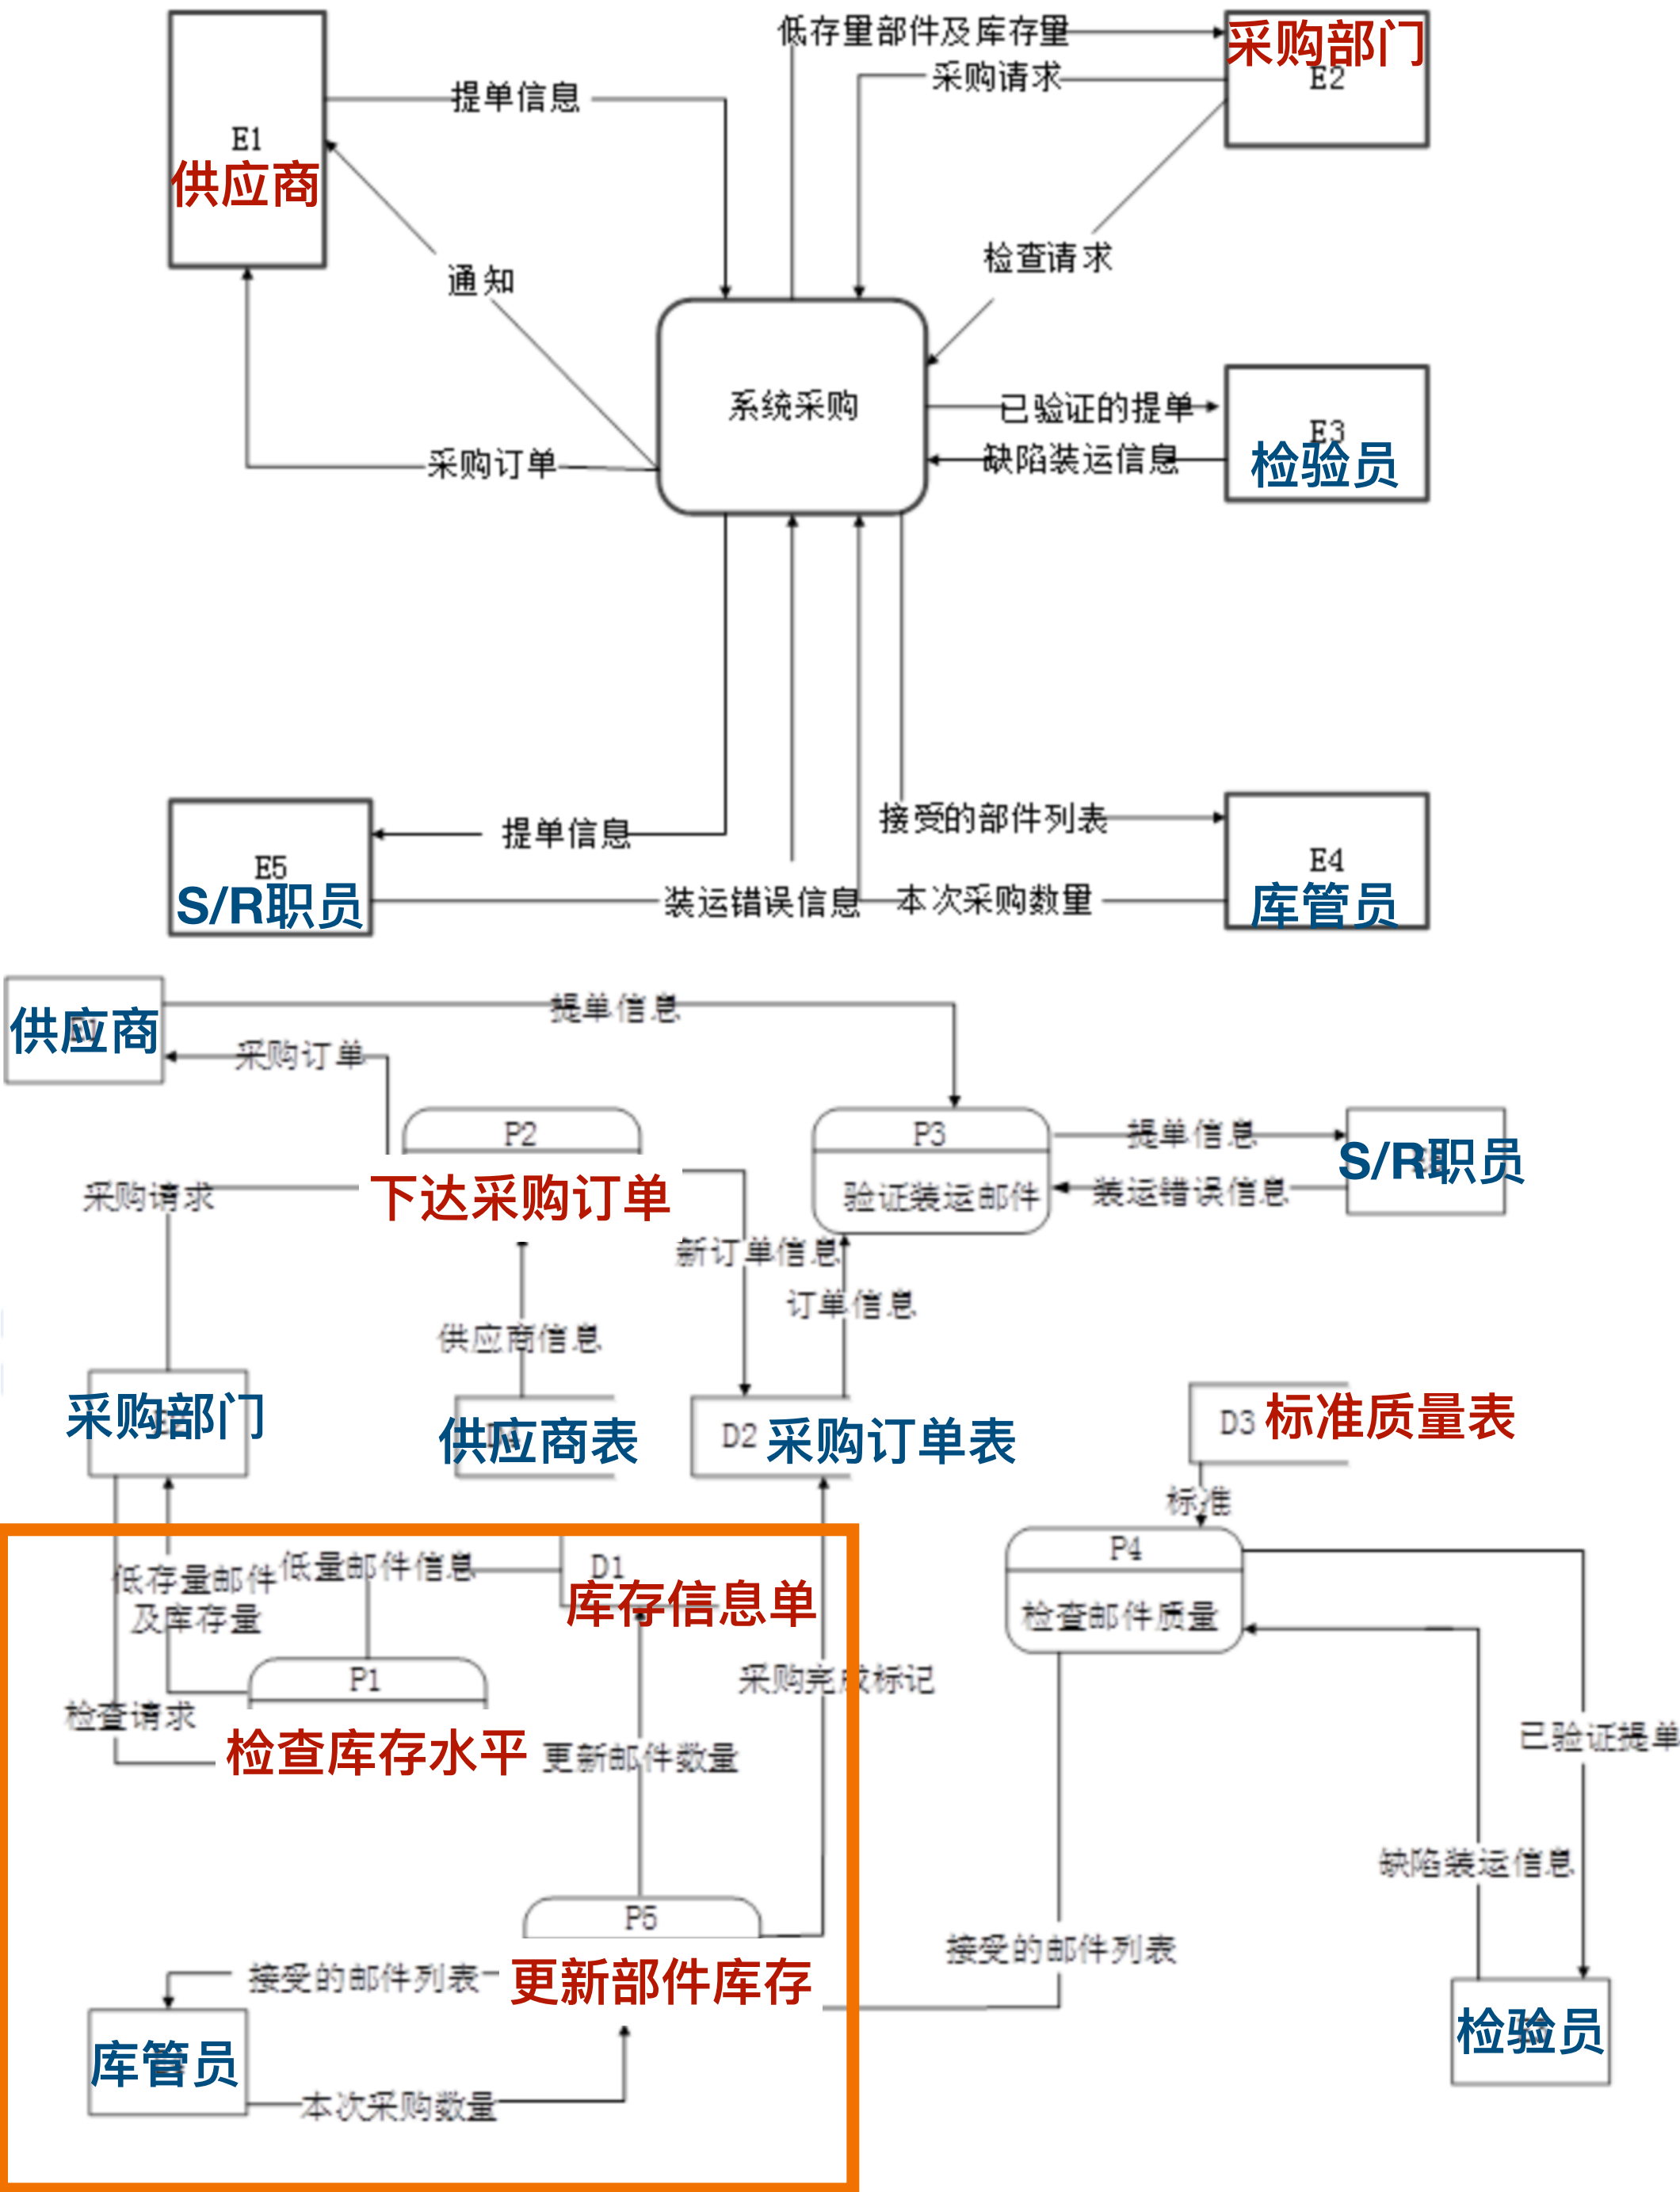 低存量部件及库存量
采购部门
E2
采购请求
提单信息
E1
供应商
检查请求
通知
系统采购
已验证的提单
E3
缺陷装运信息
检验员
采购订单
接受的部件列表
提单信息
E4
E5
S/R职员
装运错误信息
本次采购数量
库管员
供应商
提单信息
采购订单
P2
P3
提单信息
S/R职员
采购请求
下达采购订单
验证装运邮件
装运错误信息
新订单信息
订单信息
供应商信息
采购部门
供应商表
D2
采购订单表
D3
标准质量表
标准
低存量邮件
及库存量
低量邮件信息
D1
库存信息单
P4
检查邮件质量
P1
采购完成标记
检查请求
检查库存水平
更新邮件数量
已验证提单
缺陷装运信息
P5
接受的邮件列表
接受的邮件列表
更新部件库存
库管员
检验员
本次采购数量